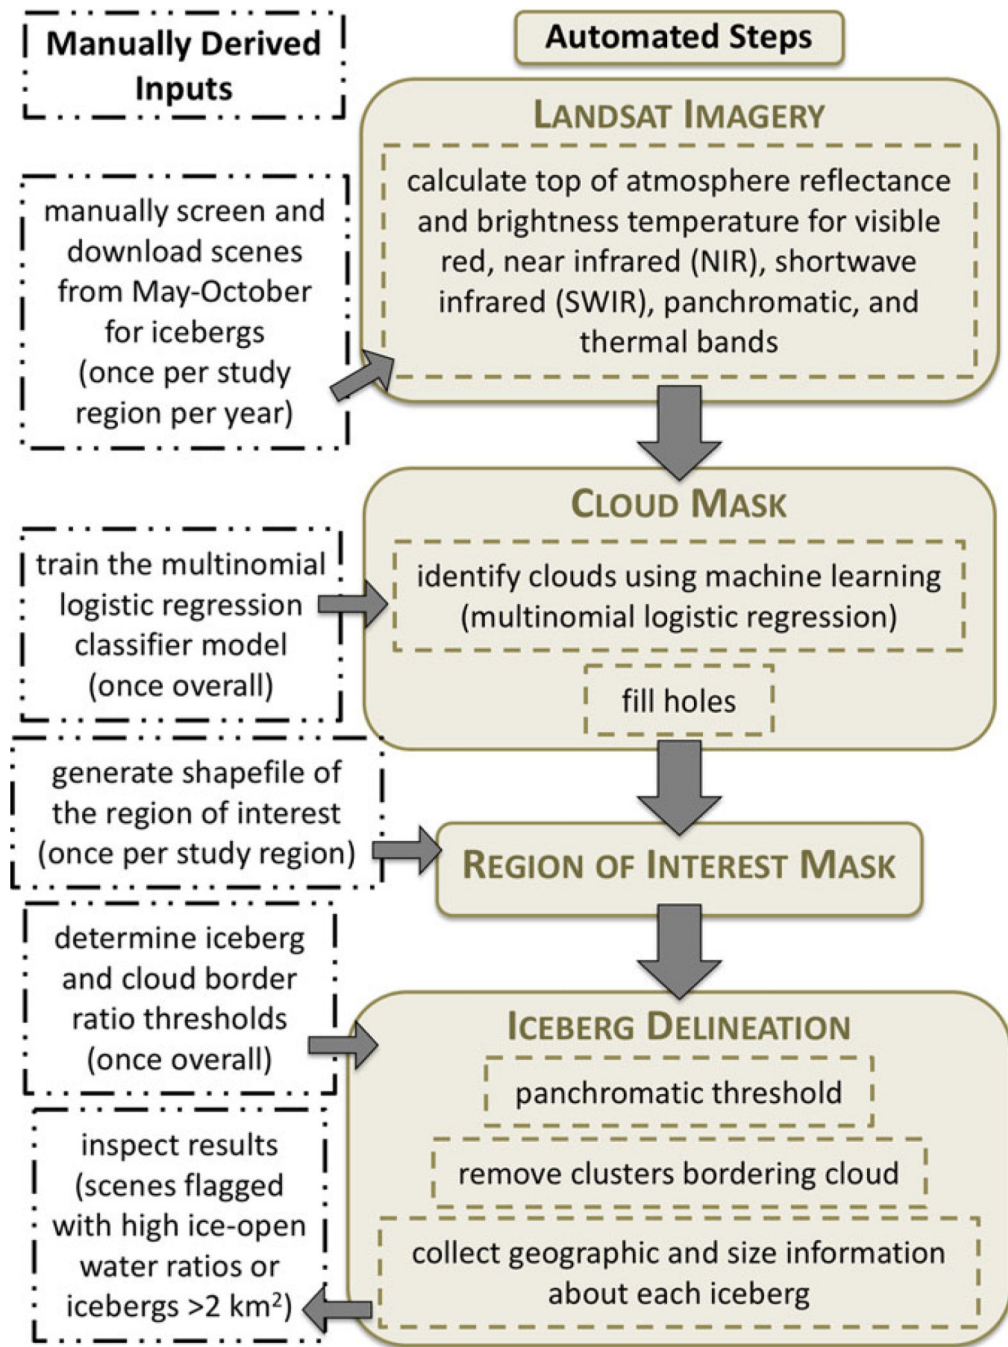 Manually Derived
Inputs
Automated Steps
LANDSAT IMAGERY
calculate top of atmosphere reflectance
and brightness temperature for visible
red, near infrared (NIR), shortwave
infrared (SWIR), panchromatic, and
thermal bands
manually screen and
download scenes
from May-October
for icebergs
(once per study
region per year)
CLOUD MASK
identify clouds using machine learning
(multinomial logistic regression)
fill holes
train the multinomial
logistic regression
classifier model
(once overall)
generate shapefile of
the region of interest
(once per study region)
REGION OF INTEREST MASK
determine iceberg
and cloud border
ratio thresholds
(once overall)
ICEBERG DELINEATION
panchromatic threshold
remove clusters bordering cloud
collect geographic and size information
about each iceberg
inspect results
(scenes flagged
with high ice-open
water ratios or
icebergs >2 km²)